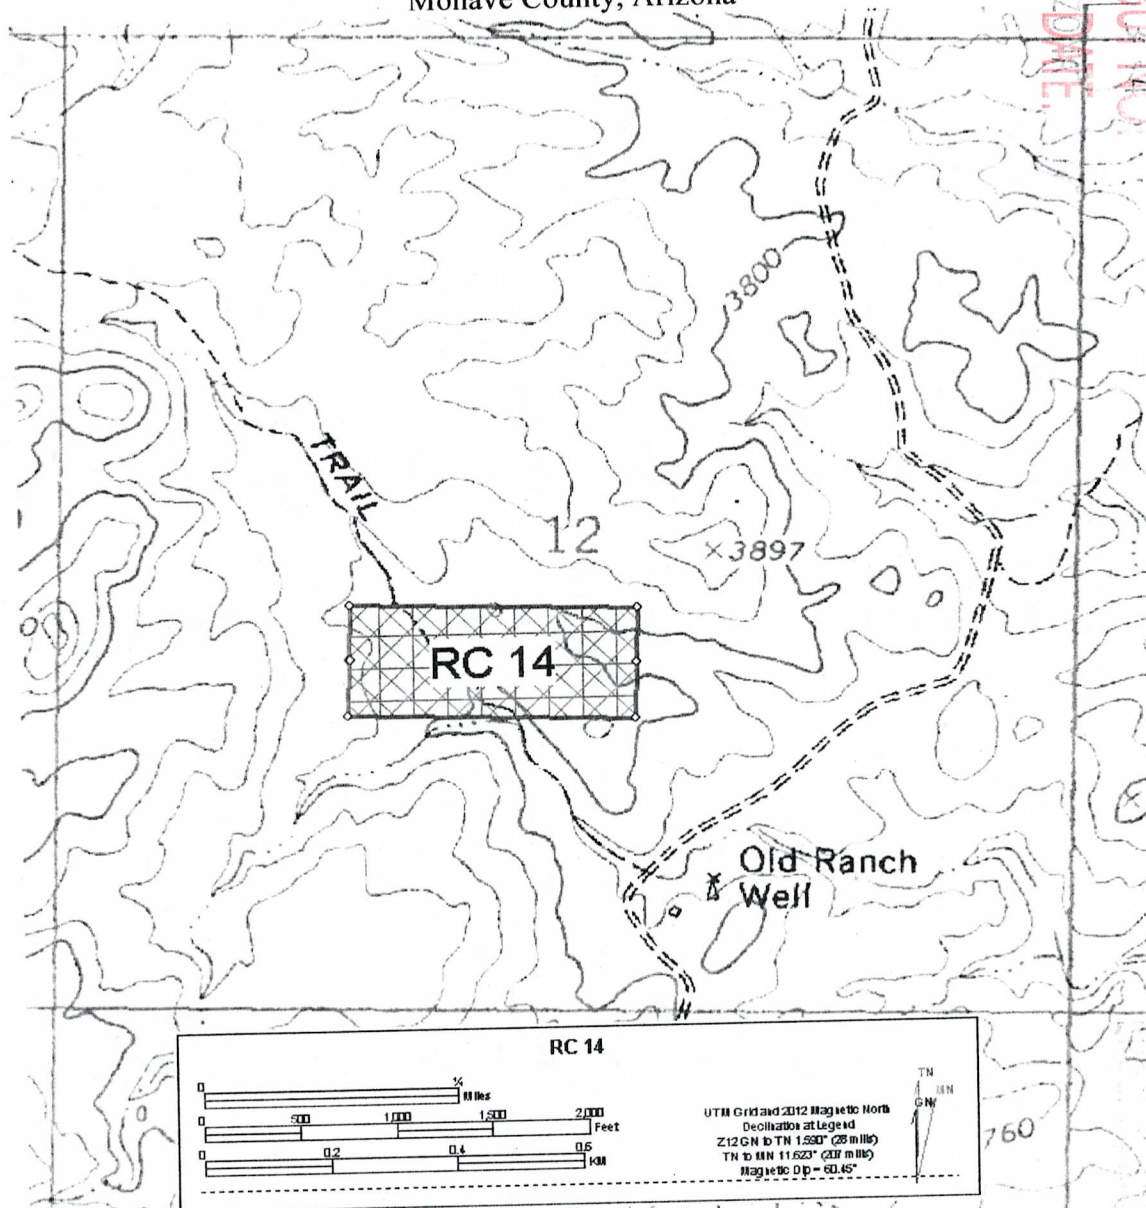 Mohave County, Arizona
DATE.
3800
TRAIL
12
3897
RC 14
Old Ranch
Well
RC 14
0 ¼
Miles
0 500 1,000 1,500 2,000
Feet
0 0.2 0.4 0.6
KM
UTM Grid and 2012 Magnetic North
Declination at Legend
Z12 GN to TN 1.590° (28 mills)
TN to MN 11.623° (207 mills)
Magnetic Dip = 60.45°
TN
MN
GN
760